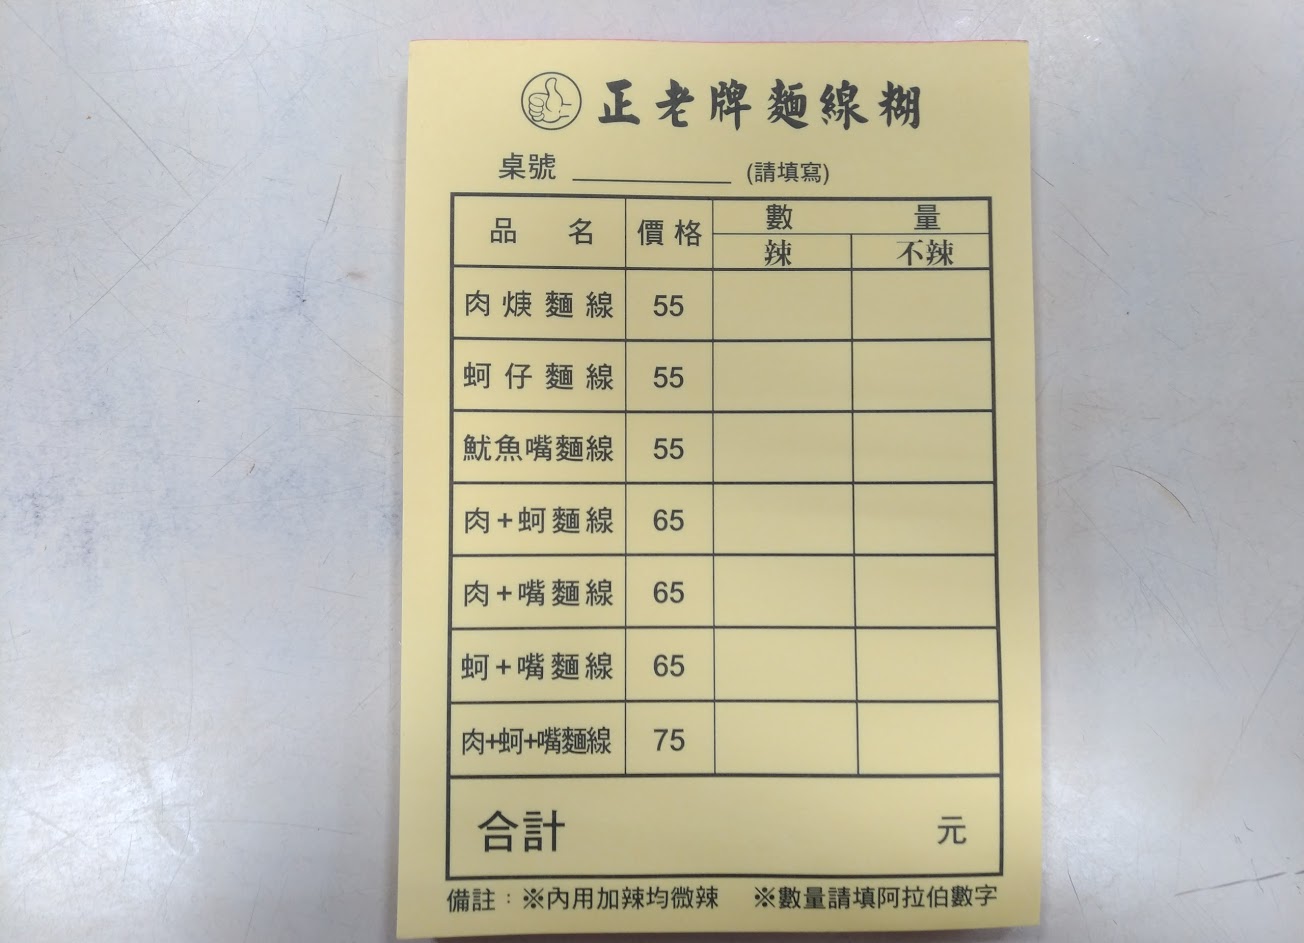 正老牌麵線糊
桌號 (請填寫)
品名 價格 數量
辣 不辣
肉焿麵線 55
蚵仔麵線 55
魷魚嘴麵線 55
肉+蚵麵線 65
肉+嘴麵線 65
蚵+嘴麵線 65
肉+蚵+嘴麵線 75
合計 元
備註：※內用加辣均微辣 ※數量請填阿拉伯數字